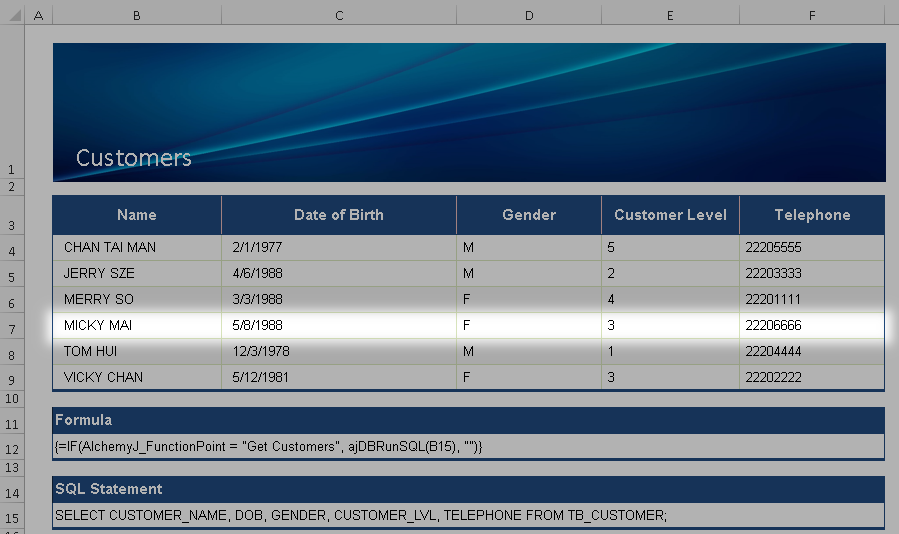 A B C D E F
1
Customers
2
3 Name Date of Birth Gender Customer Level Telephone
4 CHAN TAI MAN 2/1/1977 M 5 22205555
5 JERRY SZE 4/6/1988 M 2 22203333
6 MERRY SO 3/3/1988 F 4 22201111
7 MICKY MAI 5/8/1988 F 3 22206666
8 TOM HUI 12/3/1978 M 1 22204444
9 VICKY CHAN 5/12/1981 F 3 22202222
10
11 Formula
12 {=IF(AlchemyJ_FunctionPoint = "Get Customers", ajDBRunSQL(B15), "")}
13
14 SQL Statement
15 SELECT CUSTOMER_NAME, DOB, GENDER, CUSTOMER_LVL, TELEPHONE FROM TB_CUSTOMER;